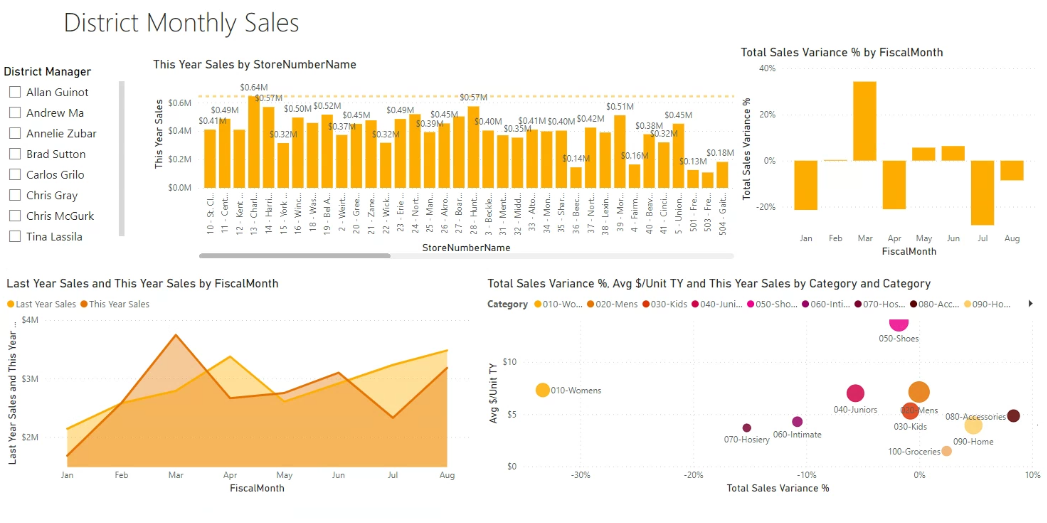 District Monthly Sales
District Manager
Allan Guinot
Andrew Ma
Annelie Zubar
Brad Sutton
Carlos Grilo
Chris Gray
Chris McGurk
Tina Lassila
This Year Sales by StoreNumberName
This Year Sales
$0.6M
$0.4M
$0.2M
$0.0M
$0.41M
$0.49M
$0.64M
$0.57M
$0.32M
$0.50M
$0.52M
$0.37M
$0.45M
$0.32M
$0.49M
$0.39M
$0.45M
$0.57M
$0.40M
$0.35M
$0.41M
$0.40M
$0.14M
$0.42M
$0.51M
$0.16M
$0.38M
$0.32M
$0.45M
$0.13M
$0.18M
10 - St. Cl...
11 - Cent...
12 - Kent...
13 - Charl...
14 - Harri...
15 - York ...
16 - Winc...
18 - Was...
19 - Bel A...
2 - Weirt...
20 - Gree...
21 - Zane...
22 - Wick...
23 - Erie ...
24 - Nort...
25 - Man...
26 - Akro...
27 - Boar...
28 - Hunt...
3 - Beckle...
31 - Ment...
32 - Midd...
33 - Alto...
34 - Mon...
35 - Shar...
36 - Beec...
37 - Nort...
38 - Lexin...
39 - Mor...
4 - Fairm...
40 - Beav...
41 - Cinci...
5 - Union...
501 - Fre...
503 - Fre...
504 - Gait...
StoreNumberName
Total Sales Variance % by FiscalMonth
Total Sales Variance %
40%
20%
0%
-20%
Jan Feb Mar Apr May Jun Jul Aug
FiscalMonth
Last Year Sales and This Year Sales by FiscalMonth
Last Year Sales This Year Sales
Last Year Sales and This Year ...
$4M
$3M
$2M
Jan Feb Mar Apr May Jun Jul Aug
FiscalMonth
Total Sales Variance %, Avg $/Unit TY and This Year Sales by Category and Category
Category 010-Wo... 020-Mens 030-Kids 040-Juni... 050-Sho... 060-Inti... 070-Hos... 080-Acc... 090-Ho...
Avg $/Unit TY
$10
$5
$0
050-Shoes
010-Womens
040-Juniors
020-Mens
030-Kids
080-Accessories
070-Hosiery
060-Intimate
090-Home
100-Groceries
-30% -20% -10% 0% 10%
Total Sales Variance %